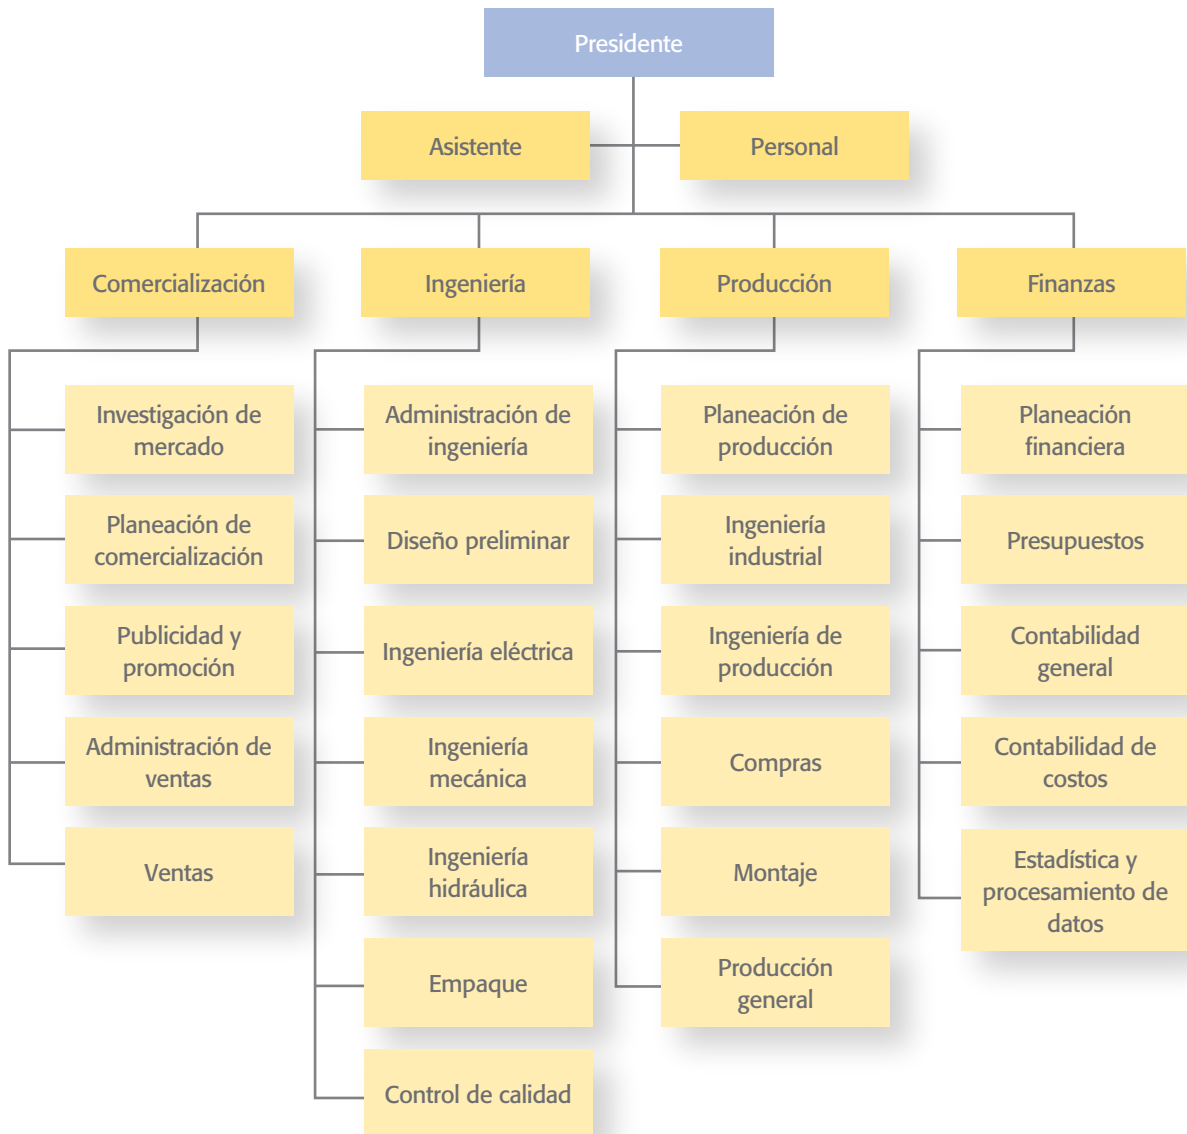 Presidente
Asistente
Personal
Comercialización
Ingeniería
Producción
Finanzas
Investigación de
mercado
Planeación de
comercialización
Publicidad y
promoción
Administración de
ventas
Ventas
Administración de
ingeniería
Diseño preliminar
Ingeniería eléctrica
Ingeniería
mecánica
Ingeniería
hidráulica
Empaque
Control de calidad
Planeación de
producción
Ingeniería
industrial
Ingeniería de
producción
Compras
Montaje
Producción
general
Planeación
financiera
Presupuestos
Contabilidad
general
Contabilidad de
costos
Estadística y
procesamiento de
datos